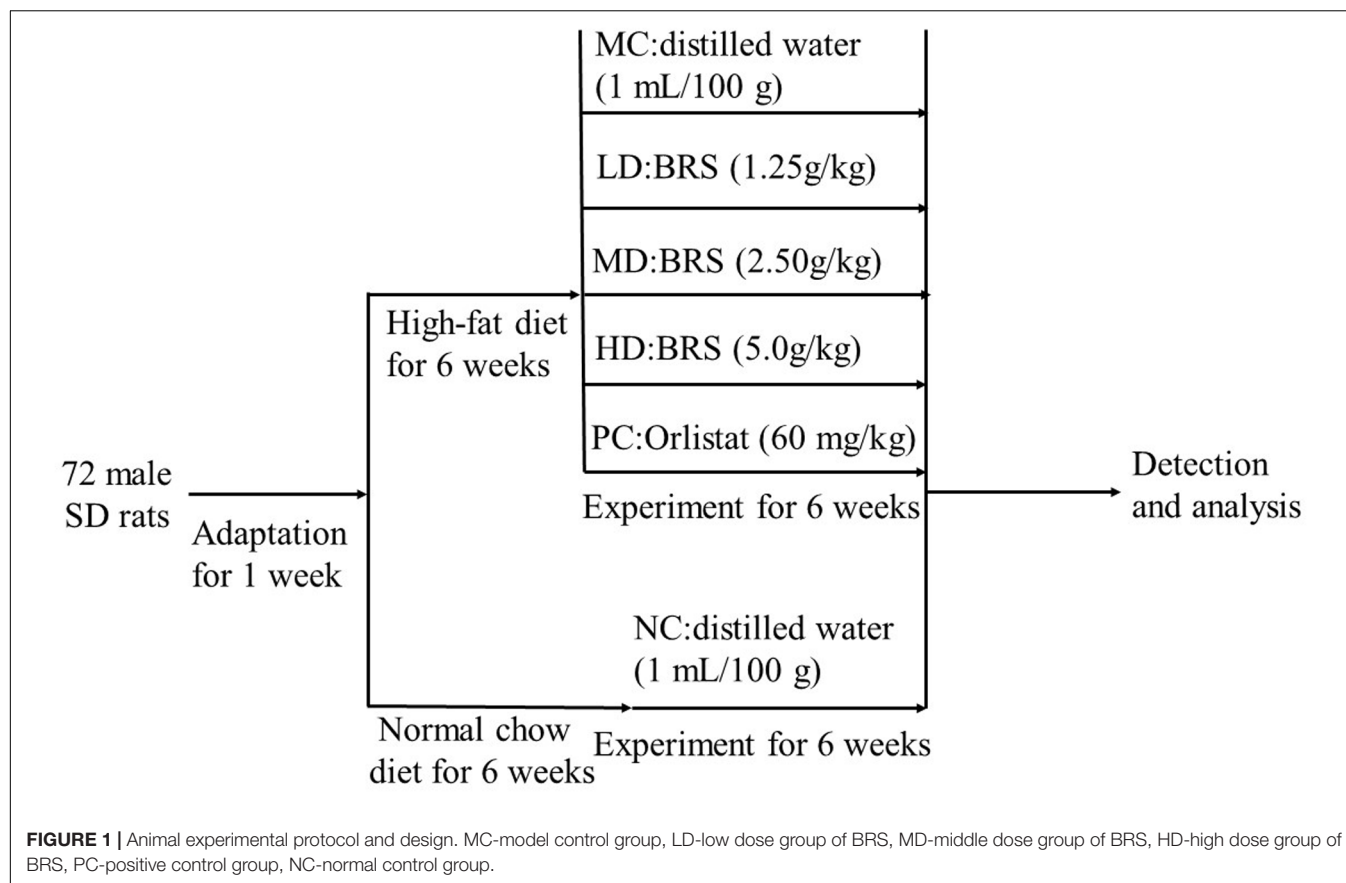 MC:distilled water
(1 mL/100 g)
LD:BRS (1.25g/kg)
MD:BRS (2.50g/kg)
High-fat diet
for 6 weeks
HD:BRS (5.0g/kg)
PC:Orlistat (60 mg/kg)
Experiment for 6 weeks
72 male
SD rats
Adaptation
for 1 week
Detection
and analysis
NC:distilled water
(1 mL/100 g)
Normal chow
diet for 6 weeks
Experiment for 6 weeks
FIGURE 1 | Animal experimental protocol and design. MC-model control group, LD-low dose group of BRS, MD-middle dose group of BRS, HD-high dose group of
BRS, PC-positive control group, NC-normal control group.